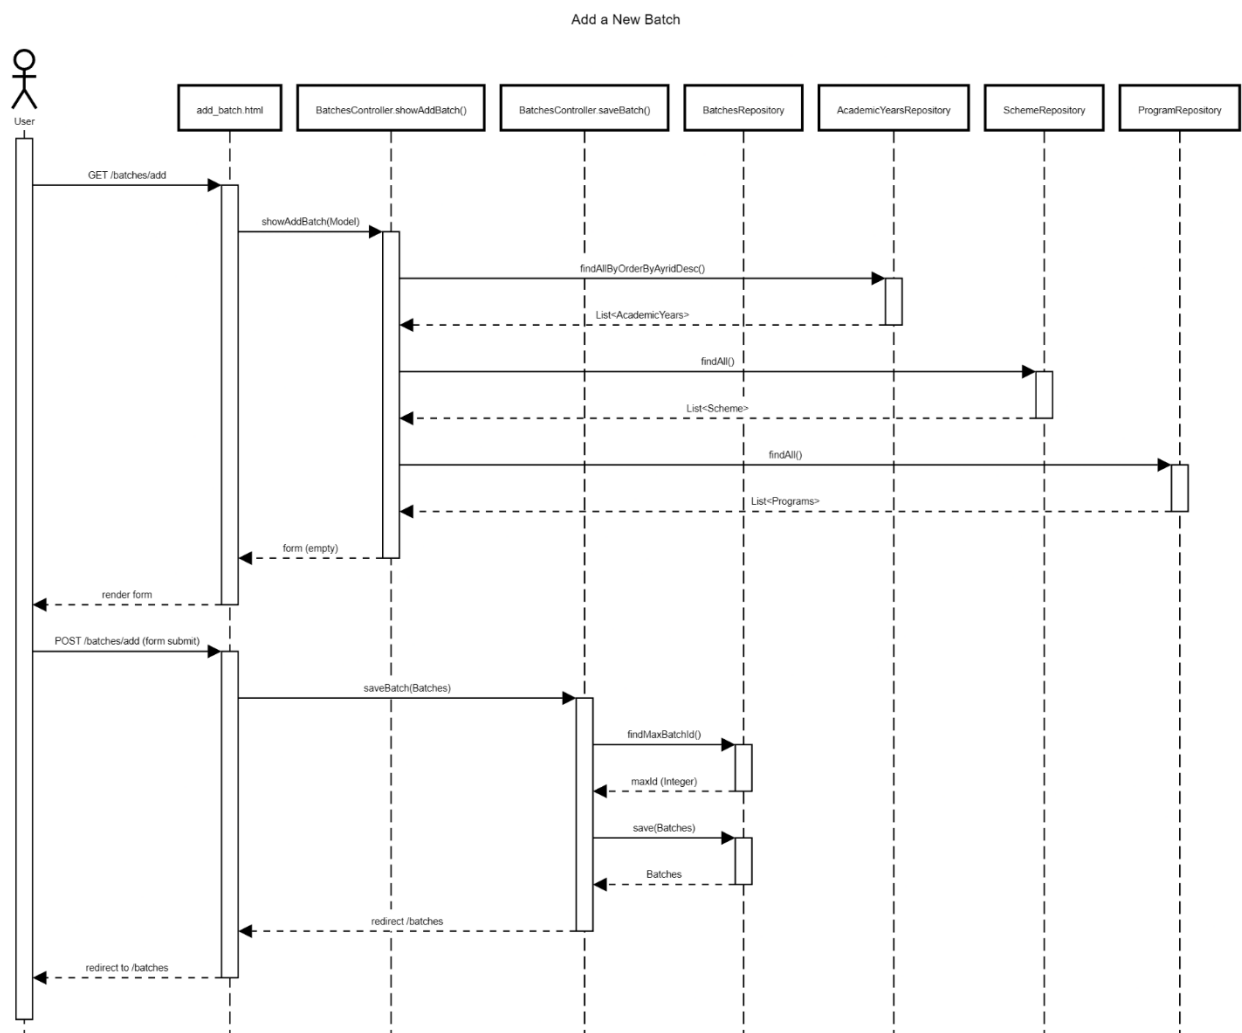 Add a New Batch
User
add_batch.html
BatchesController.showAddBatch()
BatchesController.saveBatch()
BatchesRepository
AcademicYearsRepository
SchemeRepository
ProgramRepository
GET /batches/add
showAddBatch(Model)
findAllByOrderByAyridDesc()
List<AcademicYears>
findAll()
List<Scheme>
findAll()
List<Programs>
form (empty)
render form
POST /batches/add (form submit)
saveBatch(Batches)
findMaxBatchId()
maxId (Integer)
save(Batches)
Batches
redirect /batches
redirect to /batches